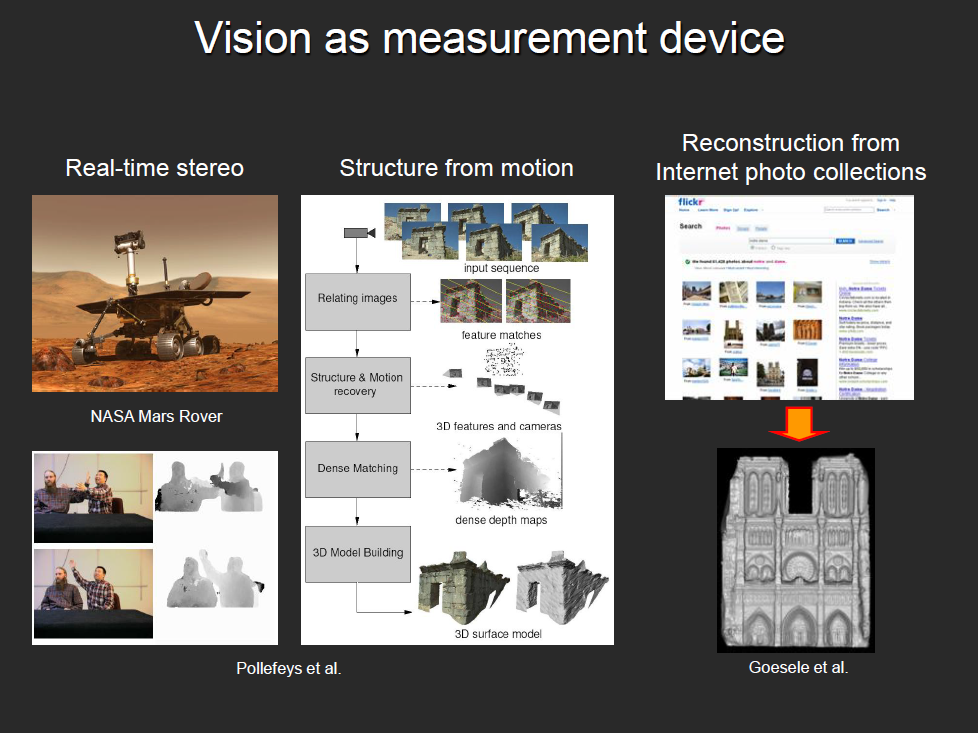 Vision as measurement device
Real-time stereo
NASA Mars Rover
Structure from motion
input sequence
Relating images
feature matches
Structure & Motion
recovery
3D features and cameras
Dense Matching
dense depth maps
3D Model Building
3D surface model
Pollefeys et al.
Reconstruction from
Internet photo collections
flickr
Search
Photos
Goesele et al.